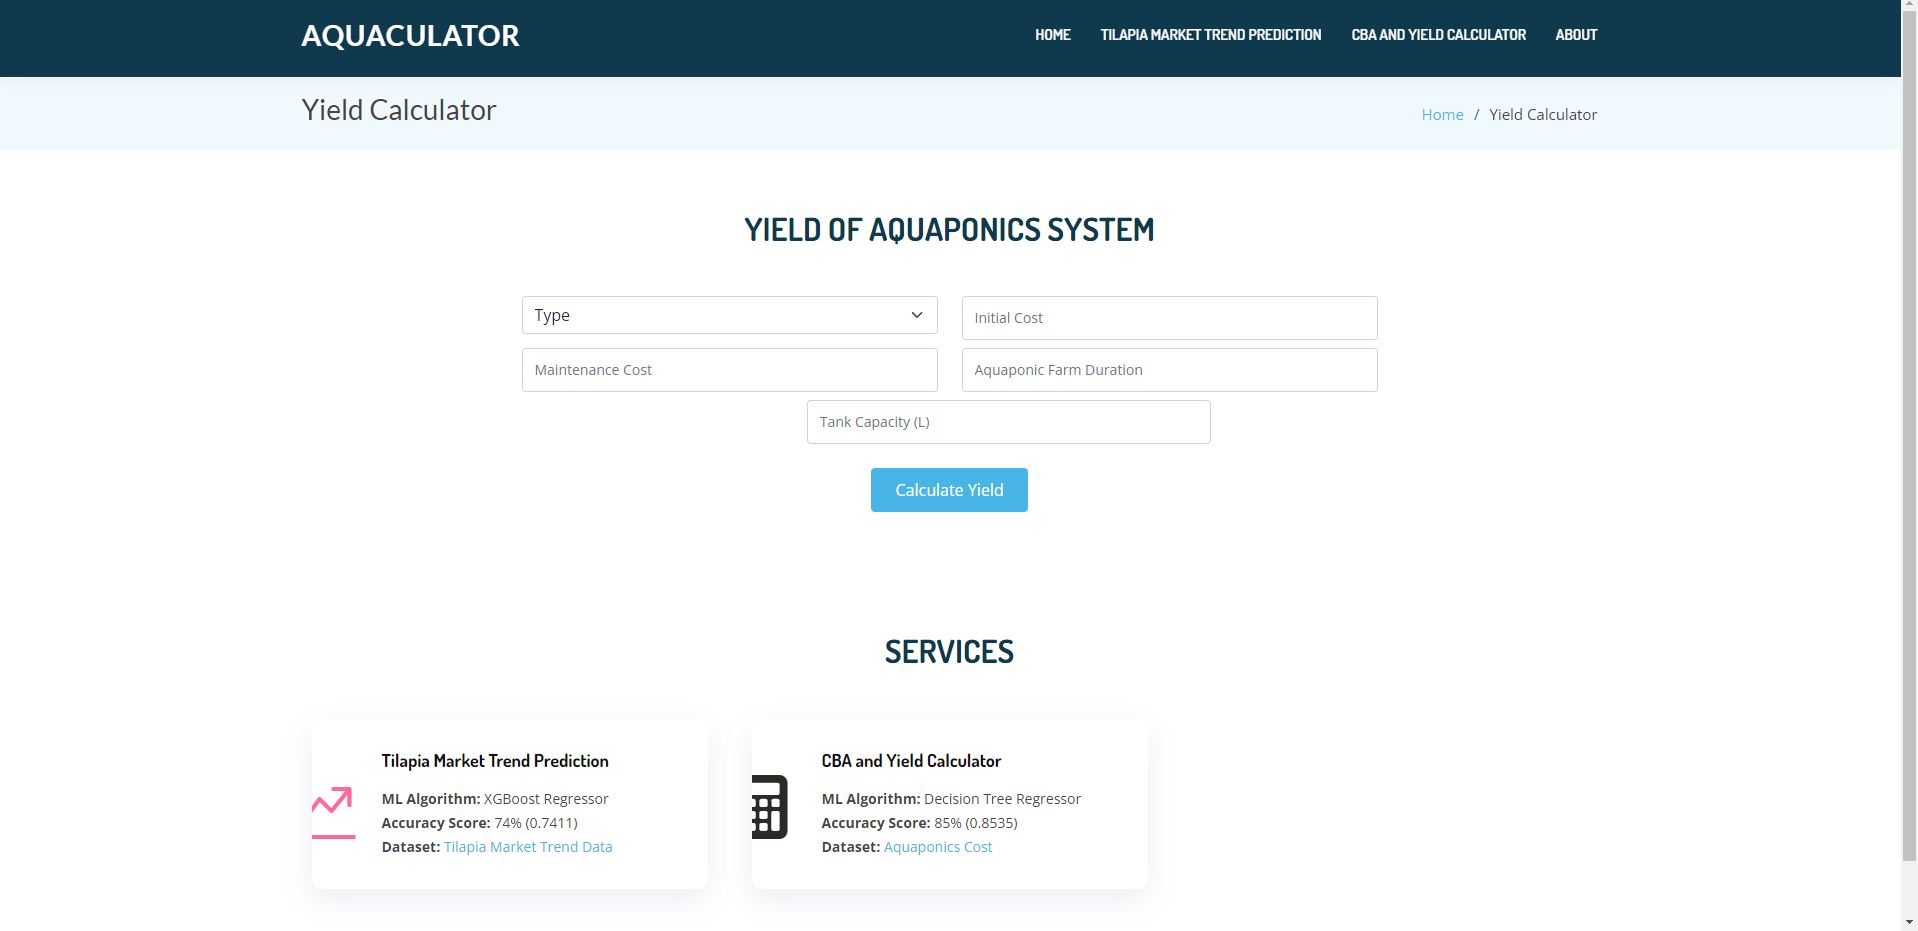 AQUACULATOR
HOME
TILAPIA MARKET TREND PREDICTION
CBA AND YIELD CALCULATOR
ABOUT
Yield Calculator
Home / Yield Calculator
YIELD OF AQUAPONICS SYSTEM
Type
Initial Cost
Maintenance Cost
Aquaponic Farm Duration
Tank Capacity (L)
Calculate Yield
SERVICES
Tilapia Market Trend Prediction
ML Algorithm: XGBoost Regressor
Accuracy Score: 74% (0.7411)
Dataset: Tilapia Market Trend Data
CBA and Yield Calculator
ML Algorithm: Decision Tree Regressor
Accuracy Score: 85% (0.8535)
Dataset: Aquaponics Cost